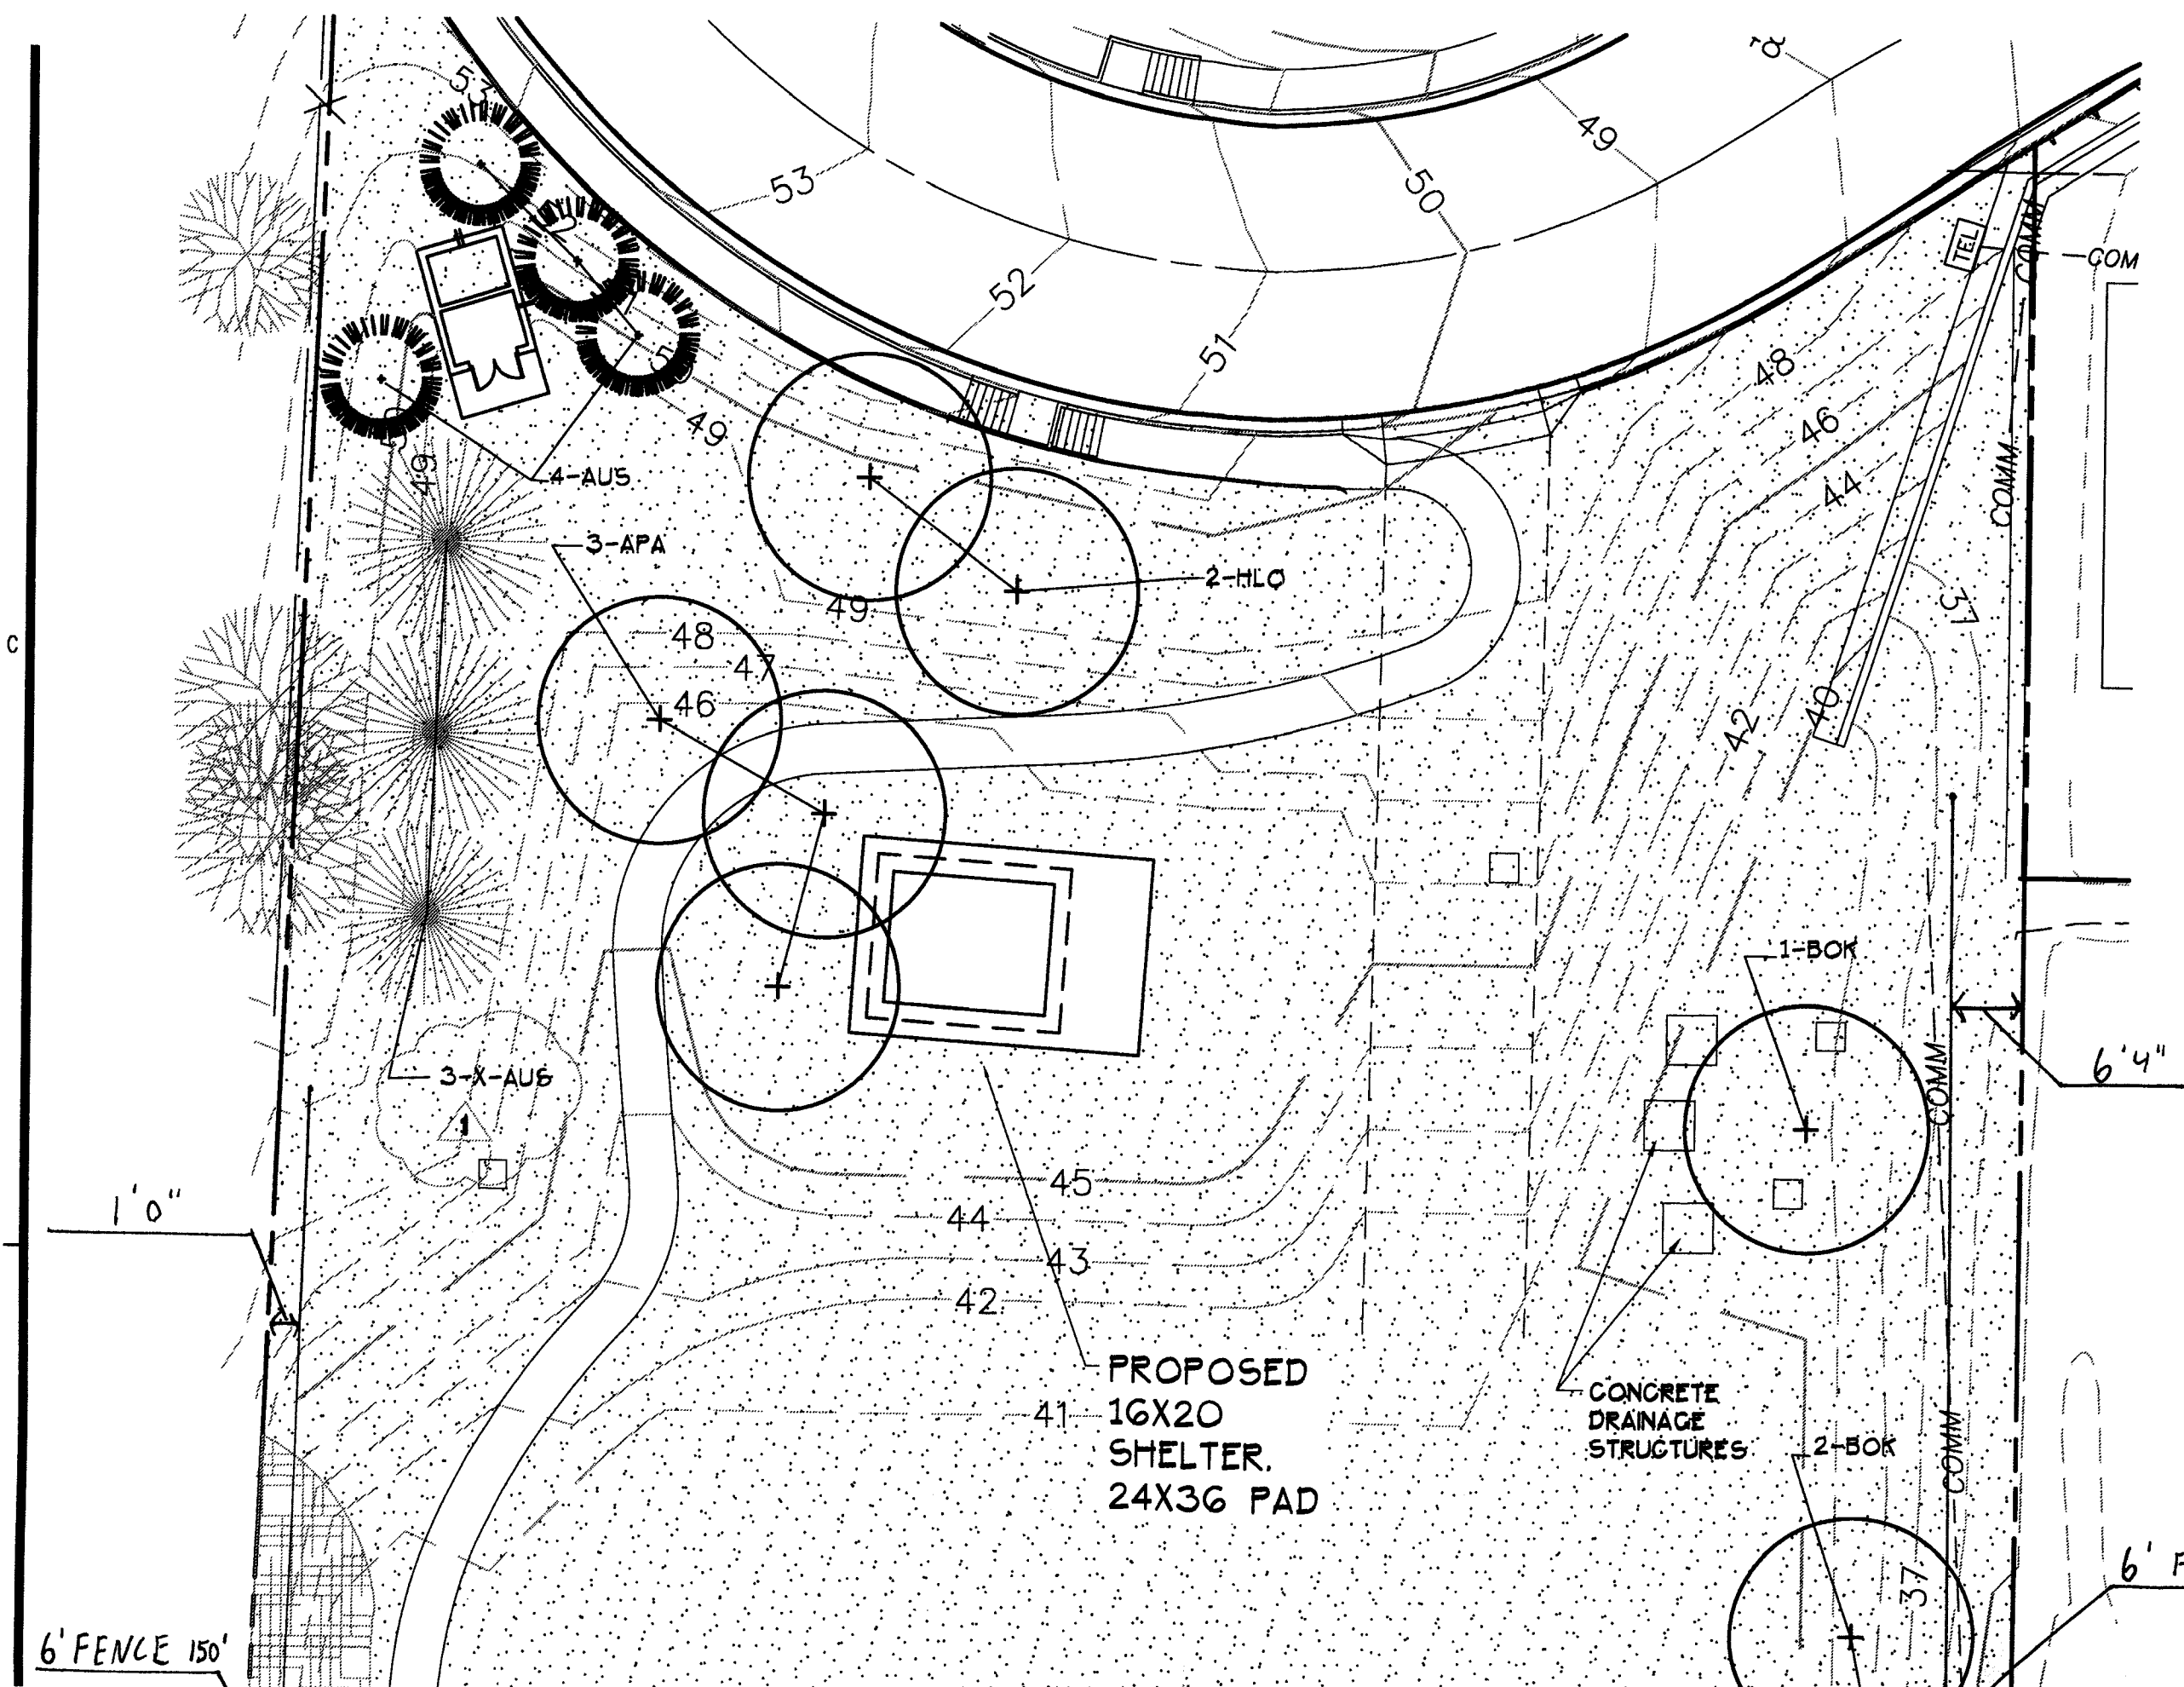 53
53
49
50
52
51
TEL
COMM
COM
48
46
44
COMM
49
49
4-AUS
3-APA
2-HLO
49
48
47
46
37
40
42
1-BOK
6'4"
COMM
3-X-AUS
1
45
44
43
42
1'0"
PROPOSED
41
16X20
SHELTER.
24X36 PAD
CONCRETE
DRAINAGE
STRUCTURES
2-BOK
COMM
37
6' F
6' FENCE 150'
C